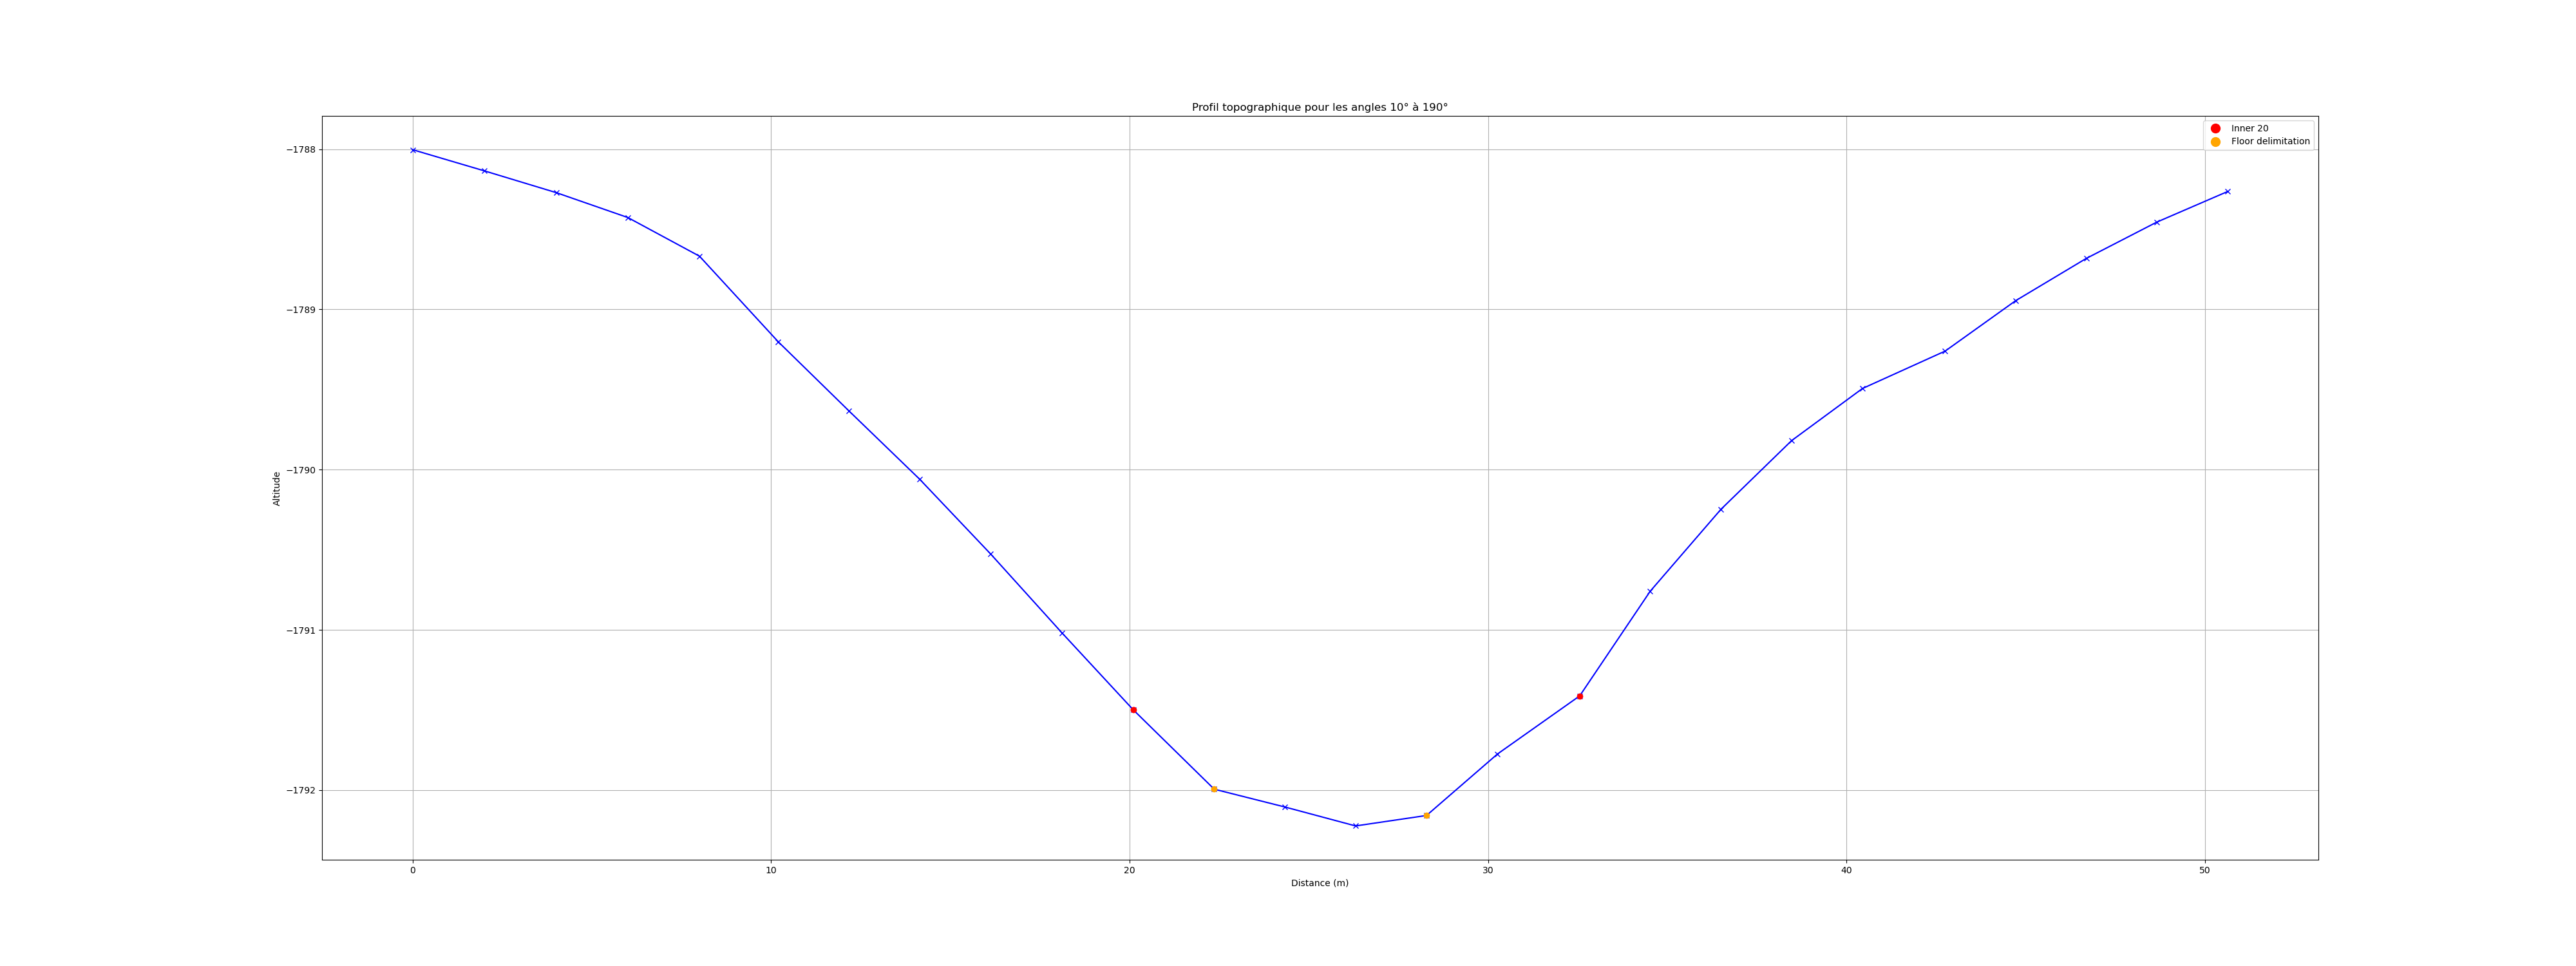 Profil topographique pour les angles 10° à 190°
Inner 20
Floor delimitation
−1788
−1789
−1790
−1791
−1792
Altitude
0 10 20 30 40 50
Distance (m)